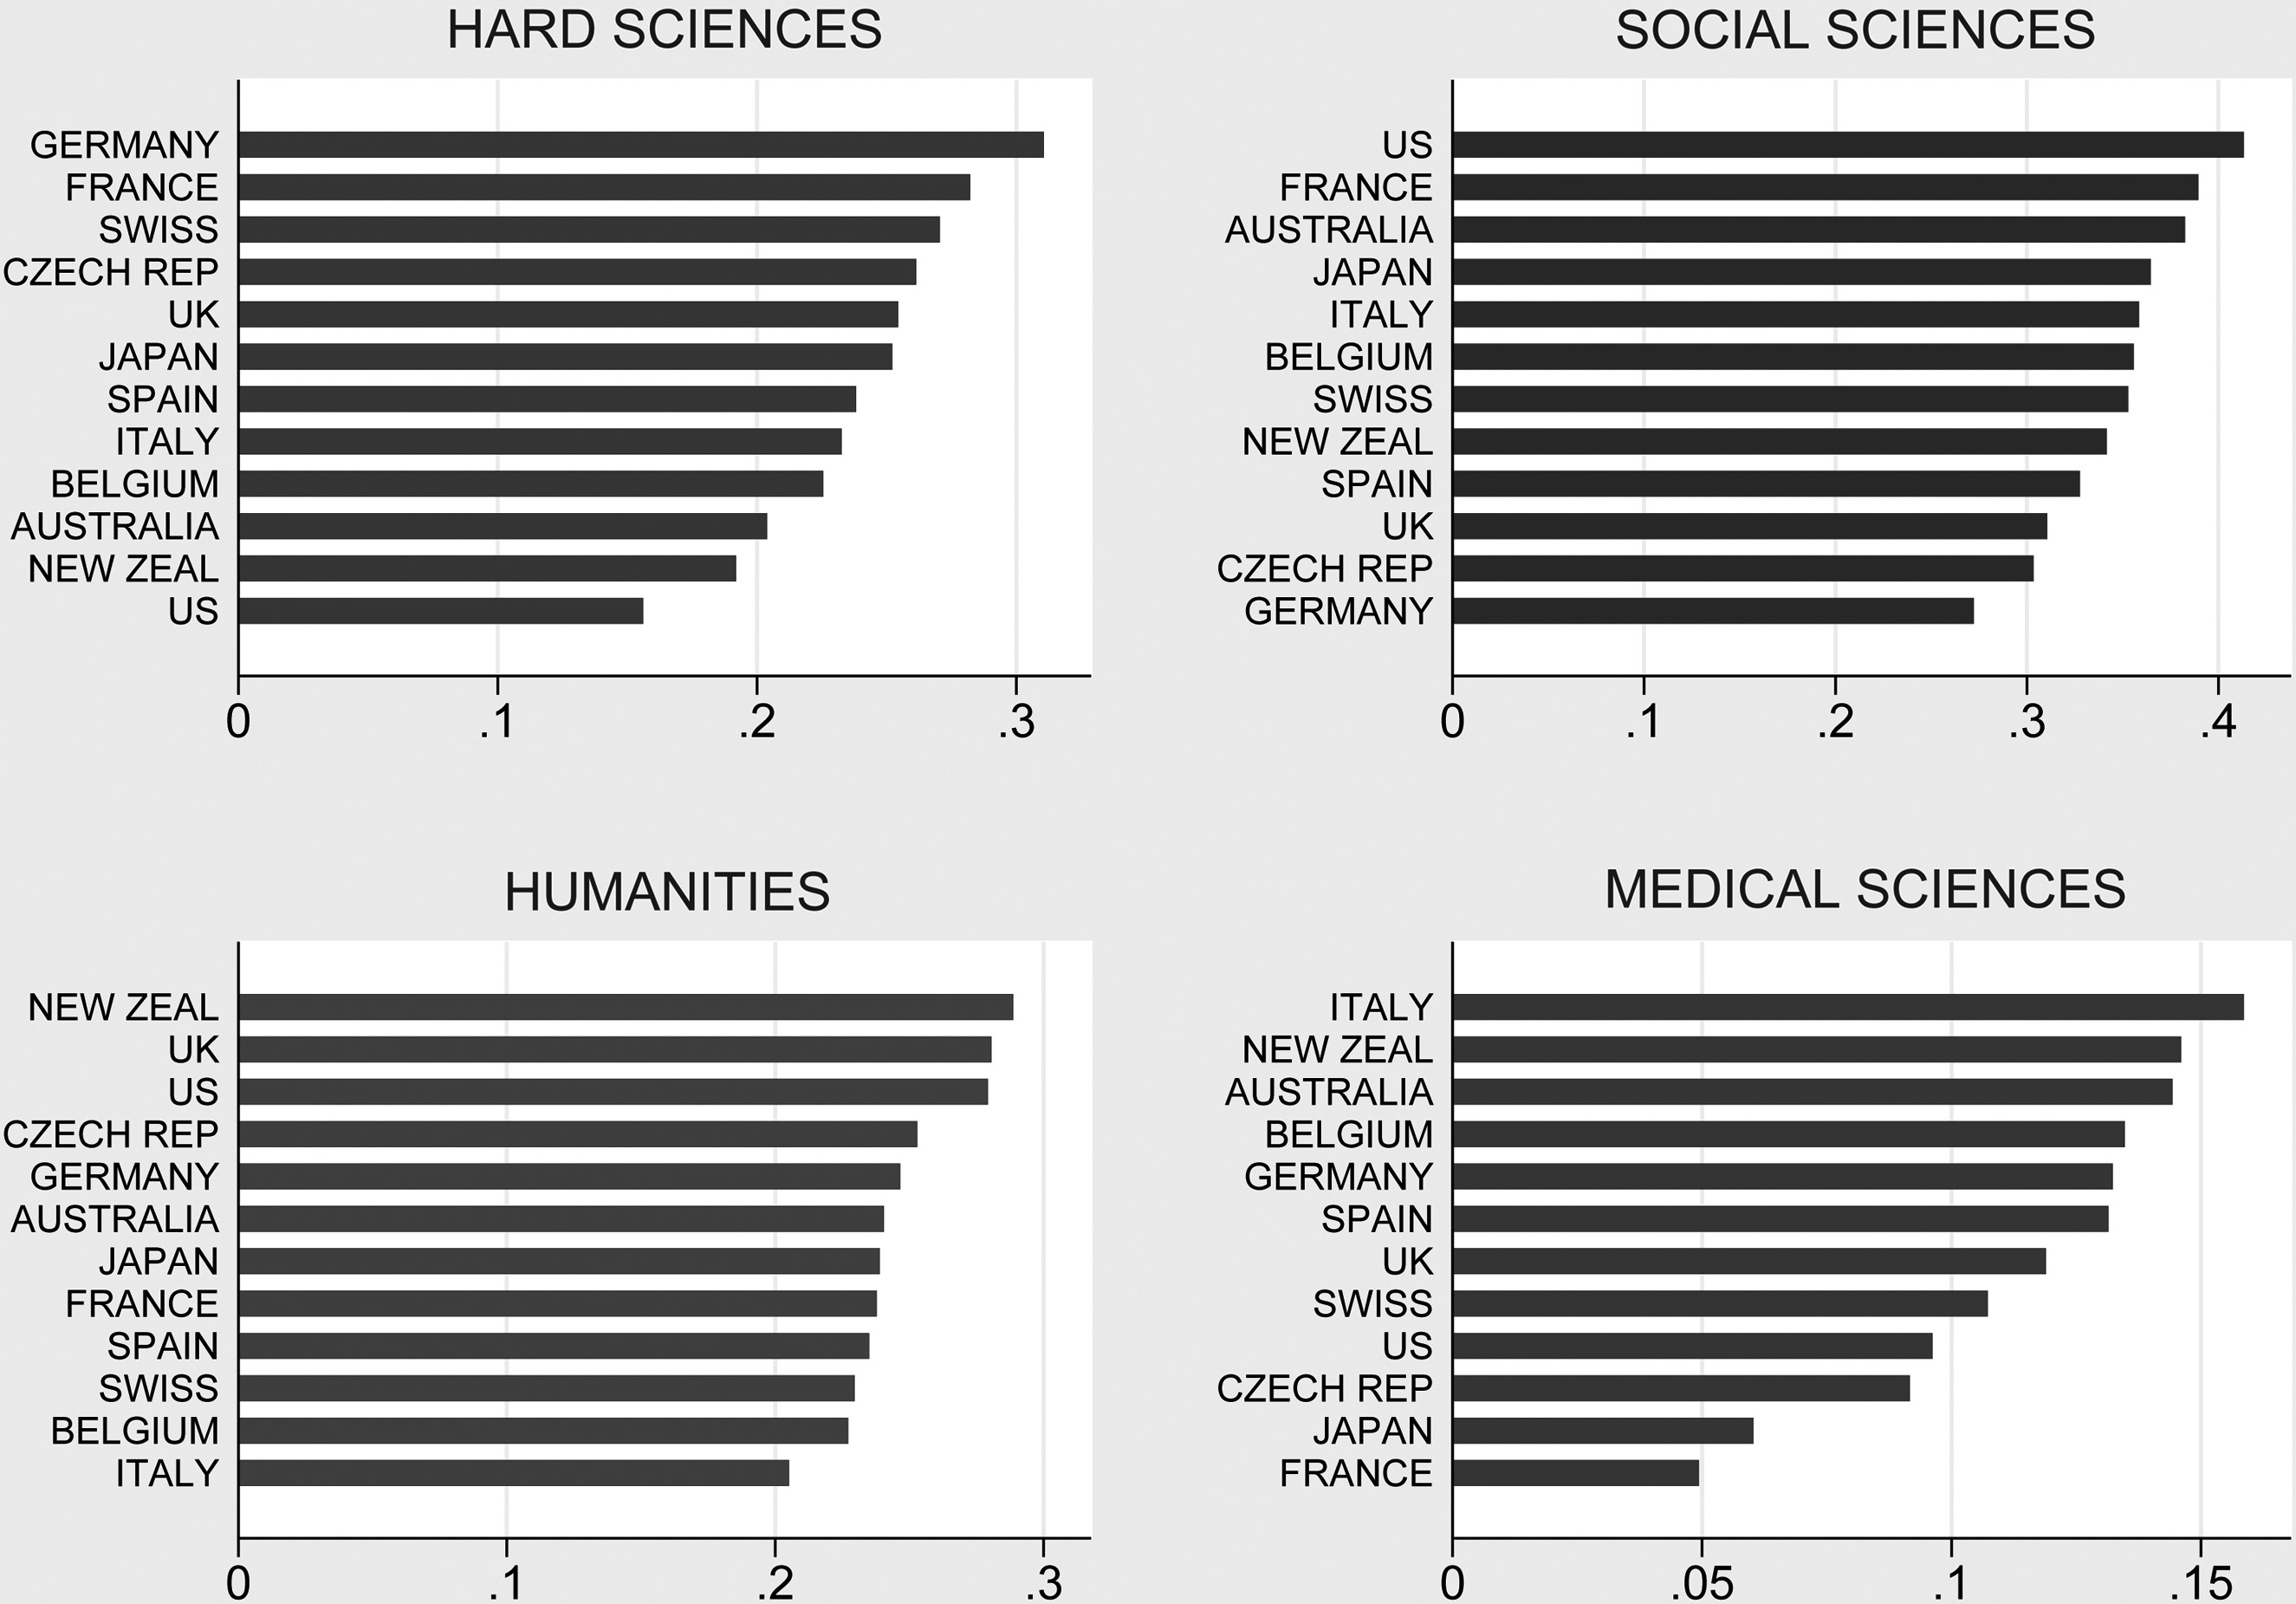 HARD SCIENCES
GERMANY
FRANCE
SWISS
CZECH REP
UK
JAPAN
SPAIN
ITALY
BELGIUM
AUSTRALIA
NEW ZEAL
US
0 .1 .2 .3
SOCIAL SCIENCES
US
FRANCE
AUSTRALIA
JAPAN
ITALY
BELGIUM
SWISS
NEW ZEAL
SPAIN
UK
CZECH REP
GERMANY
0 .1 .2 .3 .4
HUMANITIES
NEW ZEAL
UK
US
CZECH REP
GERMANY
AUSTRALIA
JAPAN
FRANCE
SPAIN
SWISS
BELGIUM
ITALY
0 .1 .2 .3
MEDICAL SCIENCES
ITALY
NEW ZEAL
AUSTRALIA
BELGIUM
GERMANY
SPAIN
UK
SWISS
US
CZECH REP
JAPAN
FRANCE
0 .05 .1 .15